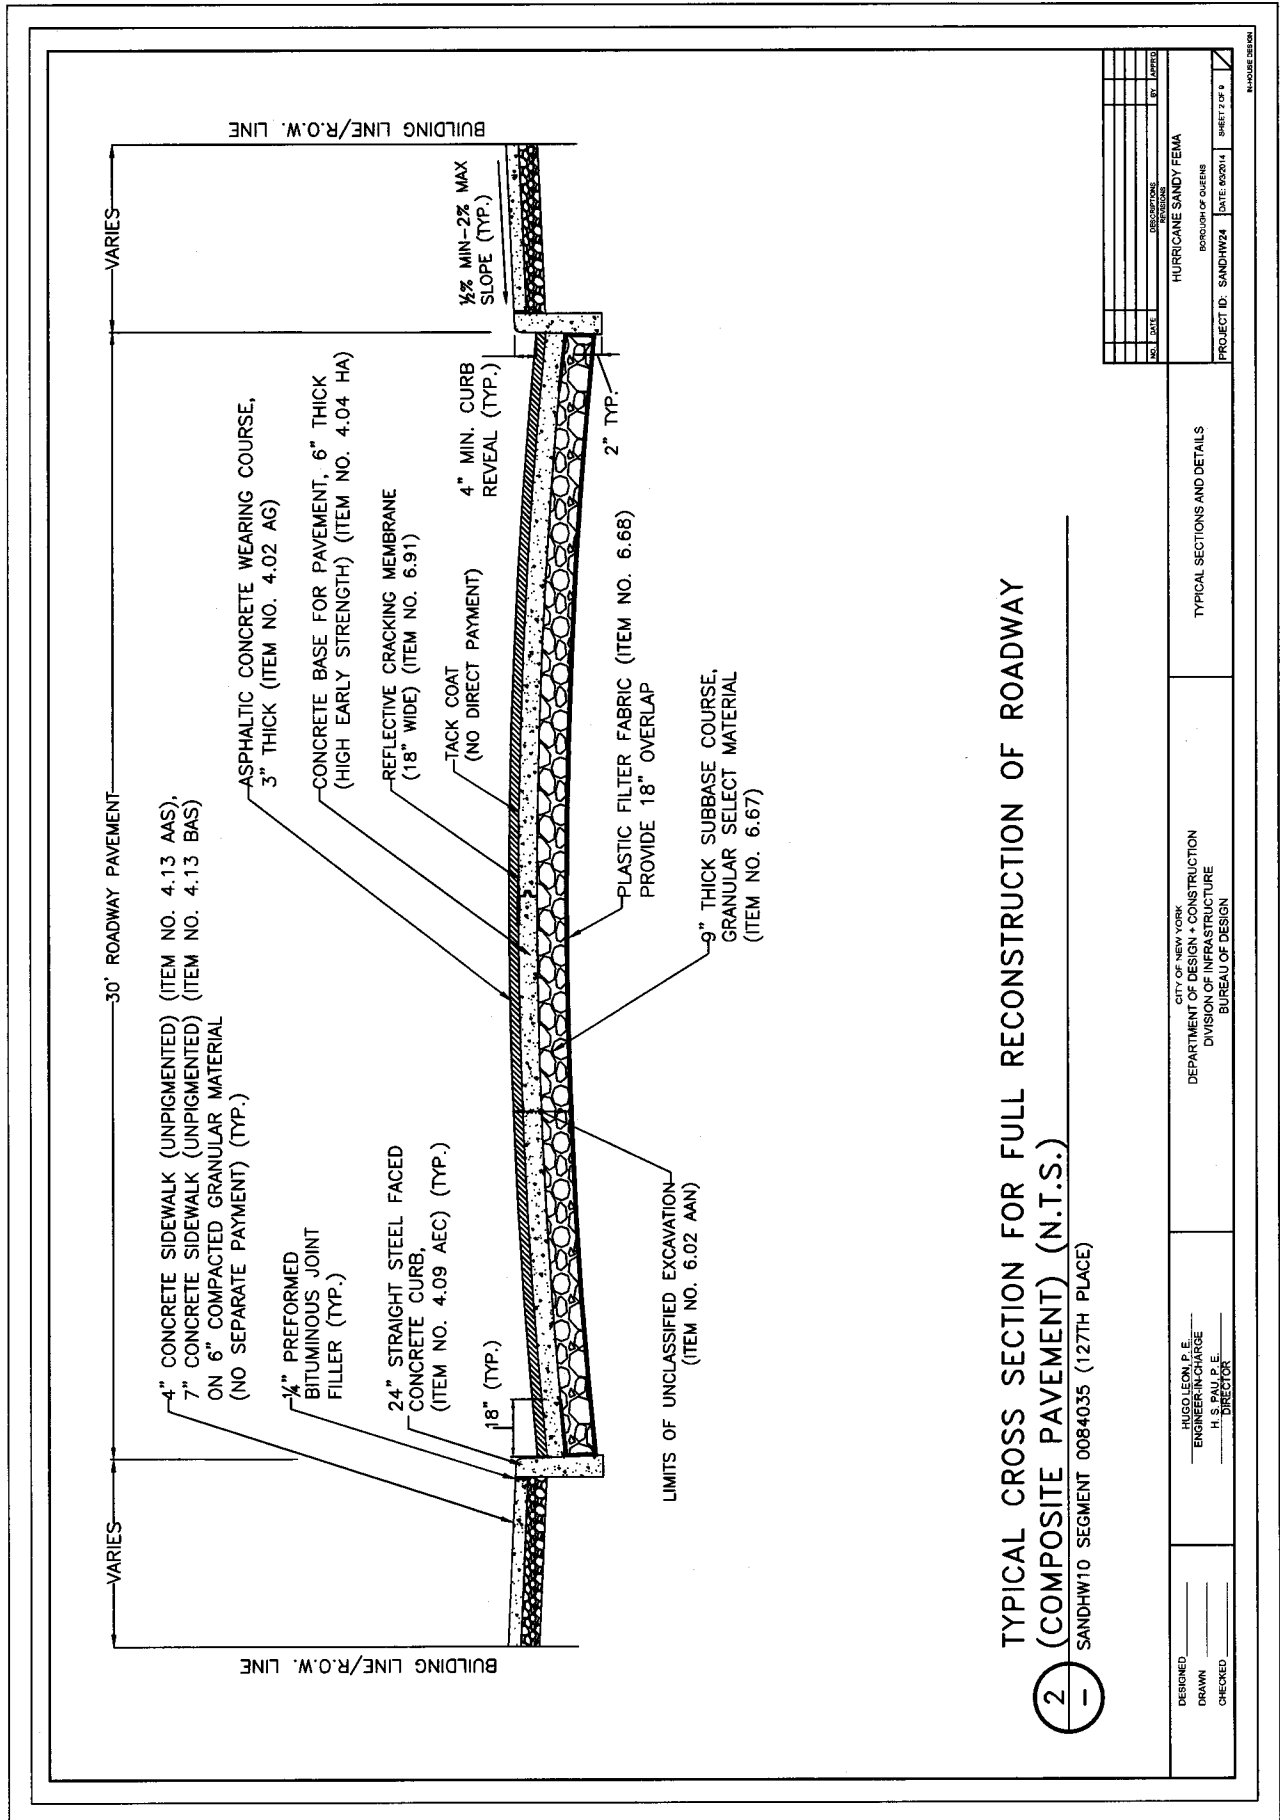 BUILDING LINE/R.O.W. LINE
VARIES
30' ROADWAY PAVEMENT
VARIES
BUILDING LINE/R.O.W. LINE
4" CONCRETE SIDEWALK (UNPIGMENTED) (ITEM NO. 4.13 AAS),
7" CONCRETE SIDEWALK (UNPIGMENTED) (ITEM NO. 4.13 BAS)
ON 6" COMPACTED GRANULAR MATERIAL
(NO SEPARATE PAYMENT) (TYP.)
¼" PREFORMED
BITUMINOUS JOINT
FILLER (TYP.)
24" STRAIGHT STEEL FACED
CONCRETE CURB,
(ITEM NO. 4.09 AEC) (TYP.)
18" (TYP.)
ASPHALTIC CONCRETE WEARING COURSE,
3" THICK (ITEM NO. 4.02 AG)
CONCRETE BASE FOR PAVEMENT, 6" THICK
(HIGH EARLY STRENGTH) (ITEM NO. 4.04 HA)
REFLECTIVE CRACKING MEMBRANE
(18" WIDE) (ITEM NO. 6.91)
TACK COAT
(NO DIRECT PAYMENT)
4" MIN. CURB
REVEAL (TYP.)
½% MIN-2% MAX
SLOPE (TYP.)
2" TYP.
LIMITS OF UNCLASSIFIED EXCAVATION
(ITEM NO. 6.02 AAN)
PLASTIC FILTER FABRIC (ITEM NO. 6.68)
PROVIDE 18" OVERLAP
9" THICK SUBBASE COURSE,
GRANULAR SELECT MATERIAL
(ITEM NO. 6.67)
2
–
TYPICAL CROSS SECTION FOR FULL RECONSTRUCTION OF ROADWAY
(COMPOSITE PAVEMENT) (N.T.S.)
SANDHW10 SEGMENT 0084035 (127TH PLACE)
DESIGNED
DRAWN
CHECKED
HUGO LEON, P. E.
ENGINEER-IN-CHARGE
H. S. PAU, P. E.
DIRECTOR
CITY OF NEW YORK
DEPARTMENT OF DESIGN + CONSTRUCTION
DIVISION OF INFRASTRUCTURE
BUREAU OF DESIGN
TYPICAL SECTIONS AND DETAILS
NO. DATE DESCRIPTIONS BY APPR'D
REVISIONS
HURRICANE SANDY FEMA
BOROUGH OF QUEENS
PROJECT ID: SANDHW24 DATE: 6/3/2014 SHEET 2 OF 9
IN-HOUSE DESIGN